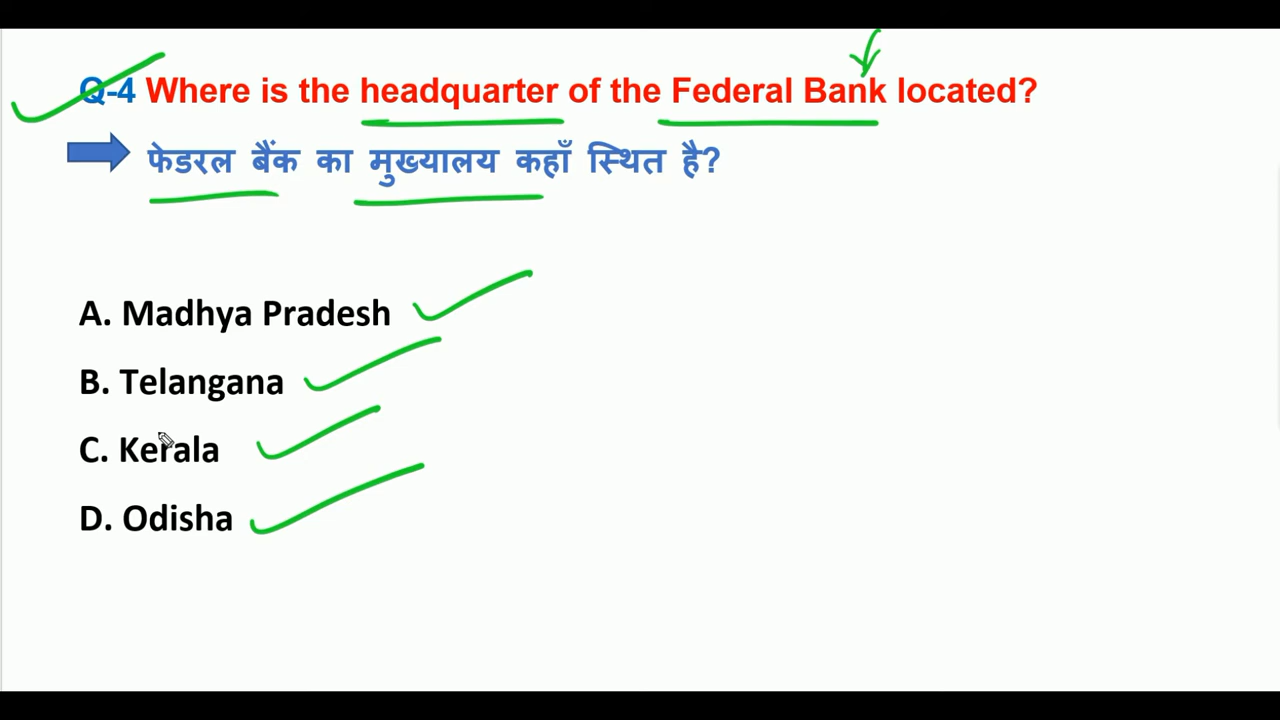 Q-4 Where is the headquarter of the Federal Bank located?
फेडरल बैंक का मुख्यालय कहाँ स्थित है?
A. Madhya Pradesh
B. Telangana
C. Kerala
D. Odisha